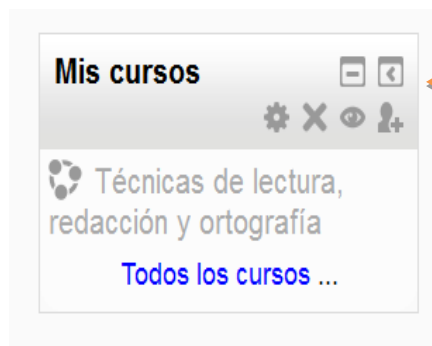 Mis cursos
Técnicas de lectura,
redacción y ortografía
Todos los cursos ...